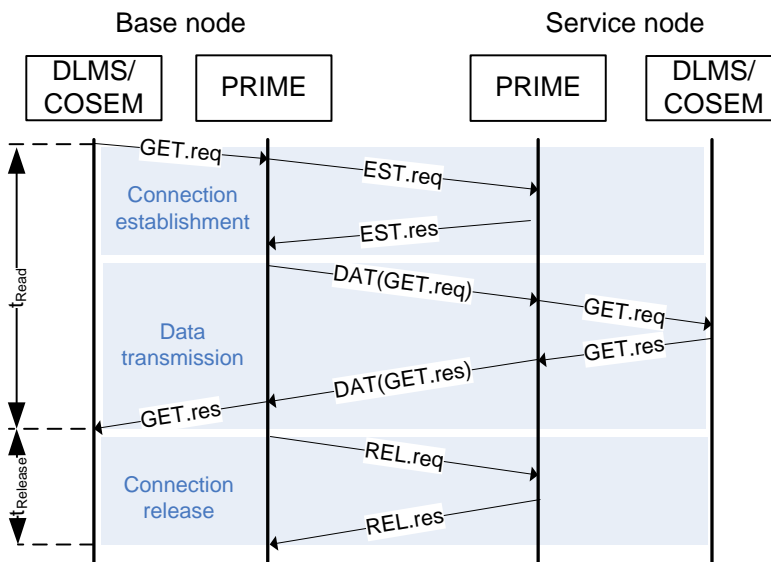 Base node
Service node
DLMS/
COSEM
PRIME
PRIME
DLMS/
COSEM
GET.req
EST.req
Connection
establishment
EST.res
tRead
DAT(GET.req)
GET.req
Data
transmission
GET.res
DAT(GET.res)
GET.res
tRelease
REL.req
Connection
release
REL.res